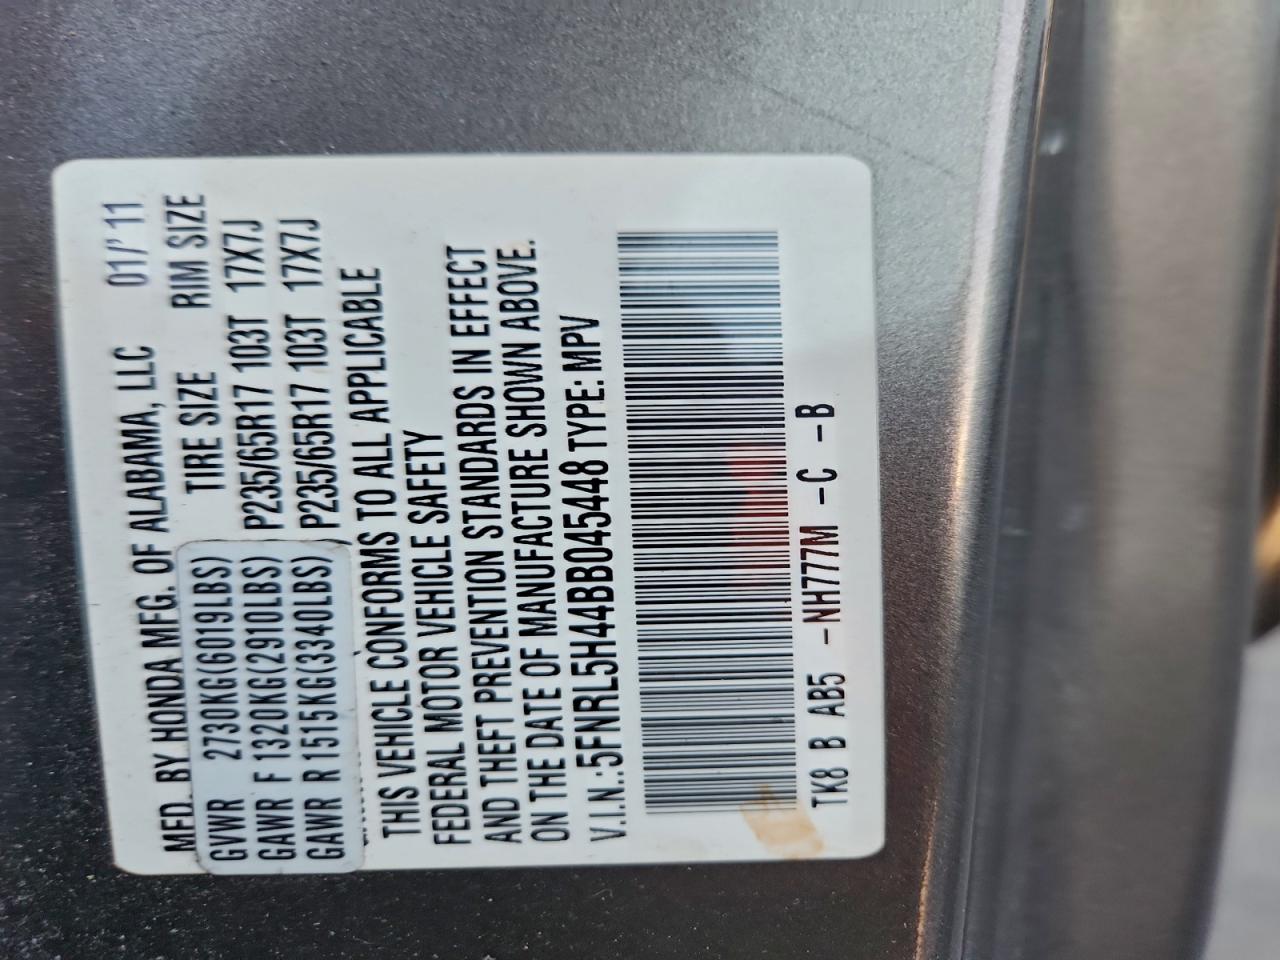 MFD. BY HONDA MFG. OF ALABAMA, LLC 01/'11
TIRE SIZE RIM SIZE
GVWR 2730KG(6019LBS)
GAWR F 1320KG(2910LBS) P235/65R17 103T 17X7J
GAWR R 1515KG(3340LBS) P235/65R17 103T 17X7J
THIS VEHICLE CONFORMS TO ALL APPLICABLE
FEDERAL MOTOR VEHICLE SAFETY
AND THEFT PREVENTION STANDARDS IN EFFECT
ON THE DATE OF MANUFACTURE SHOWN ABOVE.
V.I.N.:5FNRL5H44BB045448 TYPE: MPV
TK8 B AB5 -NH777M -C -B